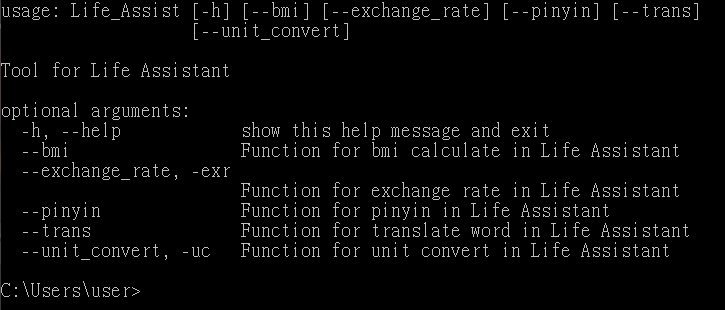 usage: Life_Assist [-h] [--bmi] [--exchange_rate] [--pinyin] [--trans]
                   [--unit_convert]
Tool for Life Assistant
optional arguments:
  -h, --help            show this help message and exit
  --bmi                 Function for bmi calculate in Life Assistant
  --exchange_rate, -exr
                        Function for exchange rate in Life Assistant
  --pinyin              Function for pinyin in Life Assistant
  --trans               Function for translate word in Life Assistant
  --unit_convert, -uc   Function for unit convert in Life Assistant
C:\Users\user>